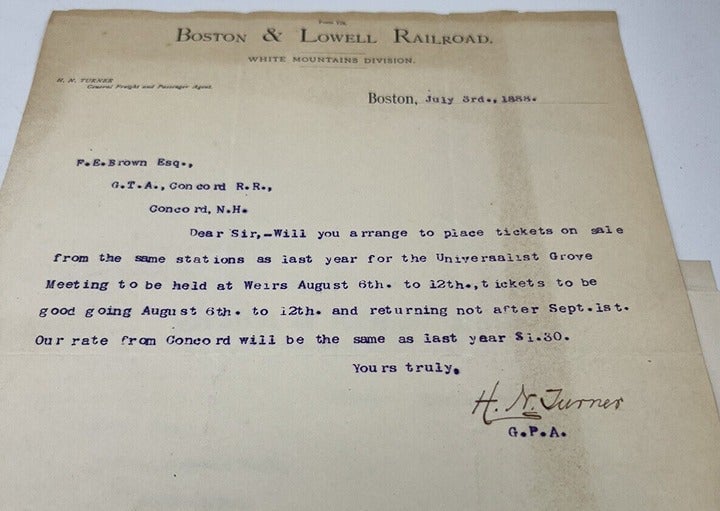 BOSTON & LOWELL RAILROAD.
WHITE MOUNTAINS DIVISION.
H. N. TURNER
General Freight and Passenger Agent.
Boston, July 3rd., 1888.
F.E.Brown Esq.,
G.T.A., Concord R.R.,
Concord, N.H.
Dear Sir,-Will you arrange to place tickets on sale
from the same stations as last year for the Universalist Grove
Meeting to be held at Weirs August 6th. to 12th.,tickets to be
good going August 6th. to 12th. and returning not after Sept.1st.
Our rate from Concord will be the same as last year $1.30.
Yours truly,
H. N. Turner
G.P.A.